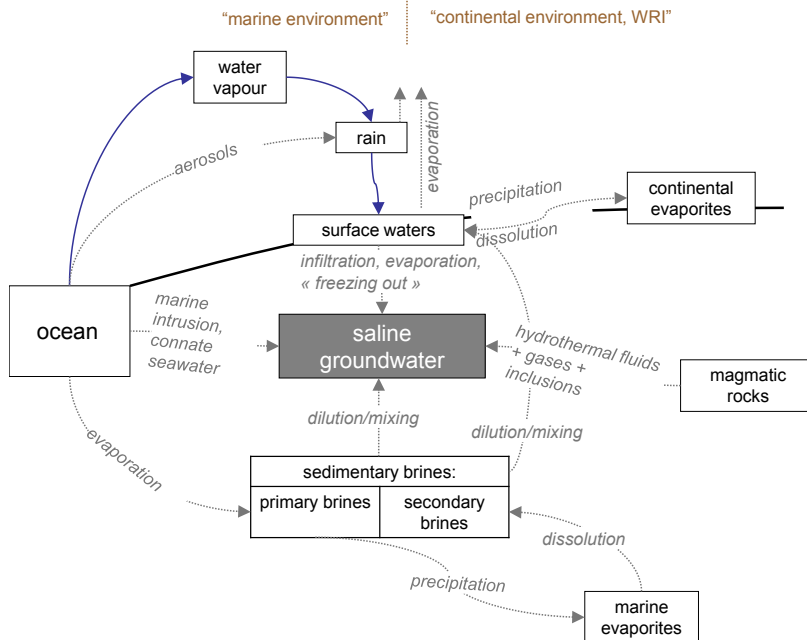 “marine environment”
“continental environment, WRI”
water
vapour
rain
aerosols
evaporation
precipitation
dissolution
continental
evaporites
surface waters
infiltration, evaporation,
« freezing out »
ocean
marine
intrusion,
connate
seawater
saline
groundwater
hydrothermal fluids
+ gases +
inclusions
magmatic
rocks
dilution/mixing
dilution/mixing
evaporation
sedimentary brines:
primary brines
secondary
brines
dissolution
precipitation
marine
evaporites